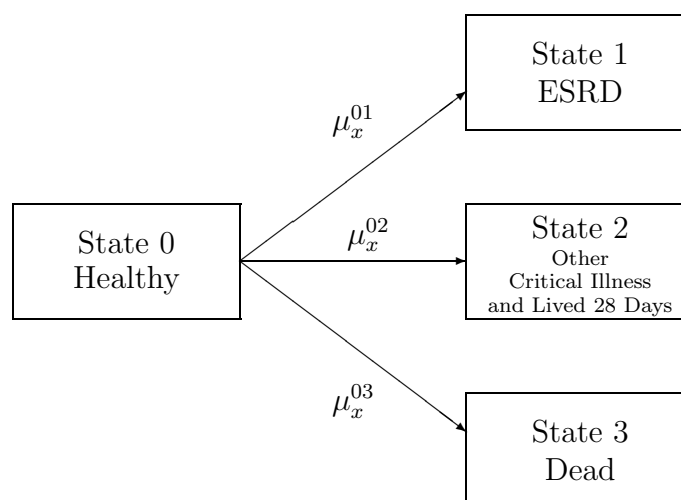 State 1
ESRD
μ_x^{01}
State 0
Healthy
μ_x^{02}
State 2
Other
Critical Illness
and Lived 28 Days
μ_x^{03}
State 3
Dead